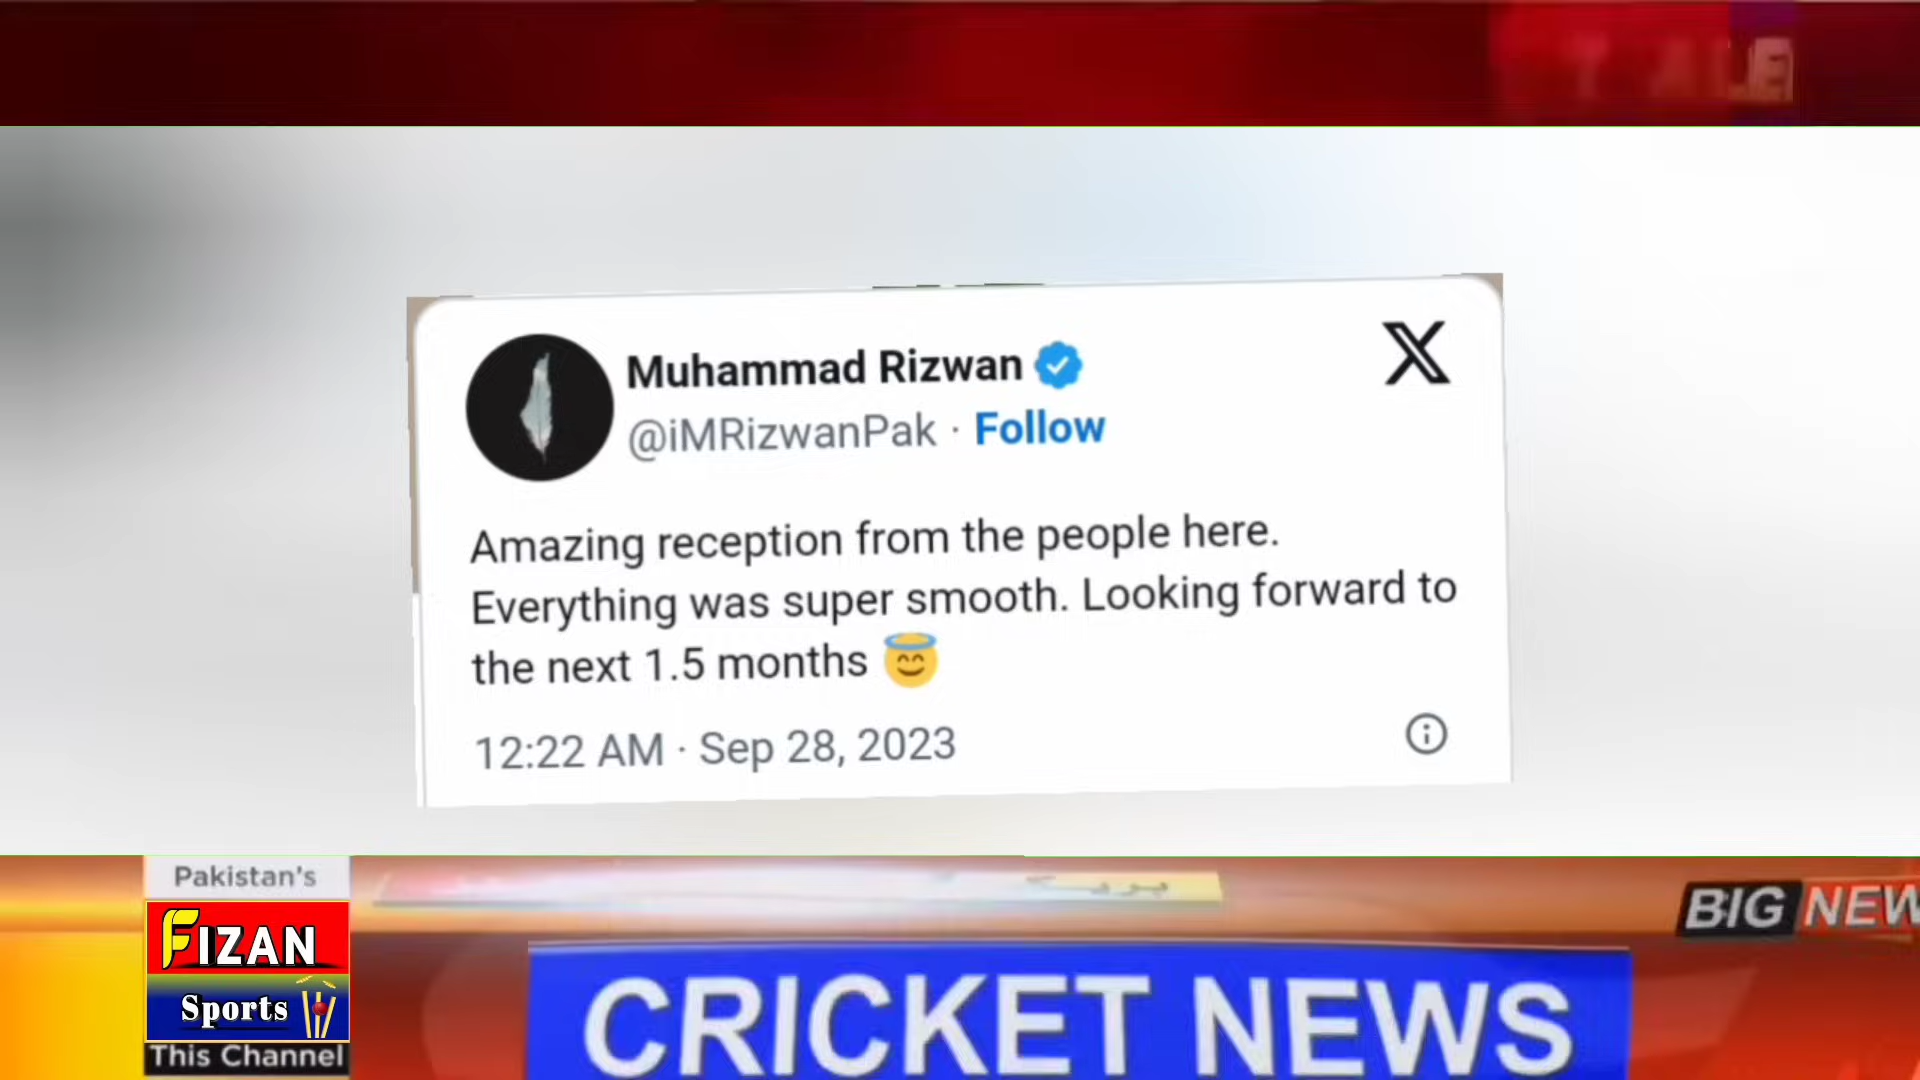 Muhammad Rizwan
X
@iMRizwanPak · Follow
Amazing reception from the people here.
Everything was super smooth. Looking forward to
the next 1.5 months 😇
12:22 AM · Sep 28, 2023
Pakistan's
FIZAN
Sports
This Channel
BIG NEW
CRICKET NEWS